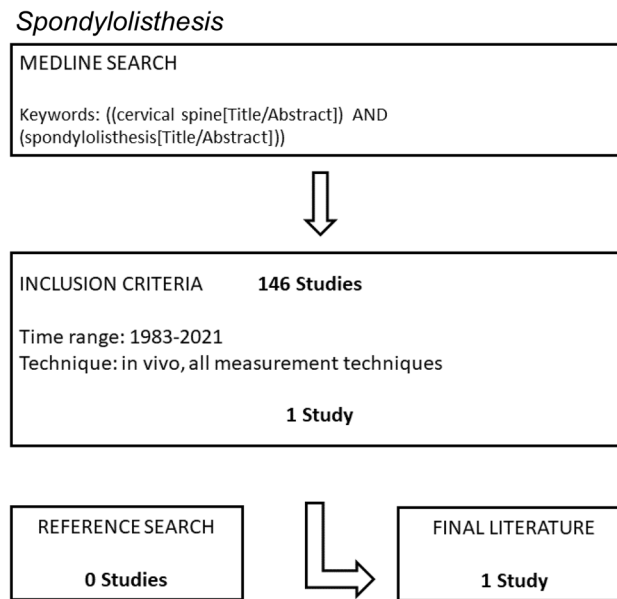 Spondylolisthesis
MEDLINE SEARCH
Keywords: ((cervical spine[Title/Abstract]) AND
(spondylolisthesis[Title/Abstract]))
INCLUSION CRITERIA 146 Studies
Time range: 1983-2021
Technique: in vivo, all measurement techniques
1 Study
REFERENCE SEARCH
0 Studies
FINAL LITERATURE
1 Study